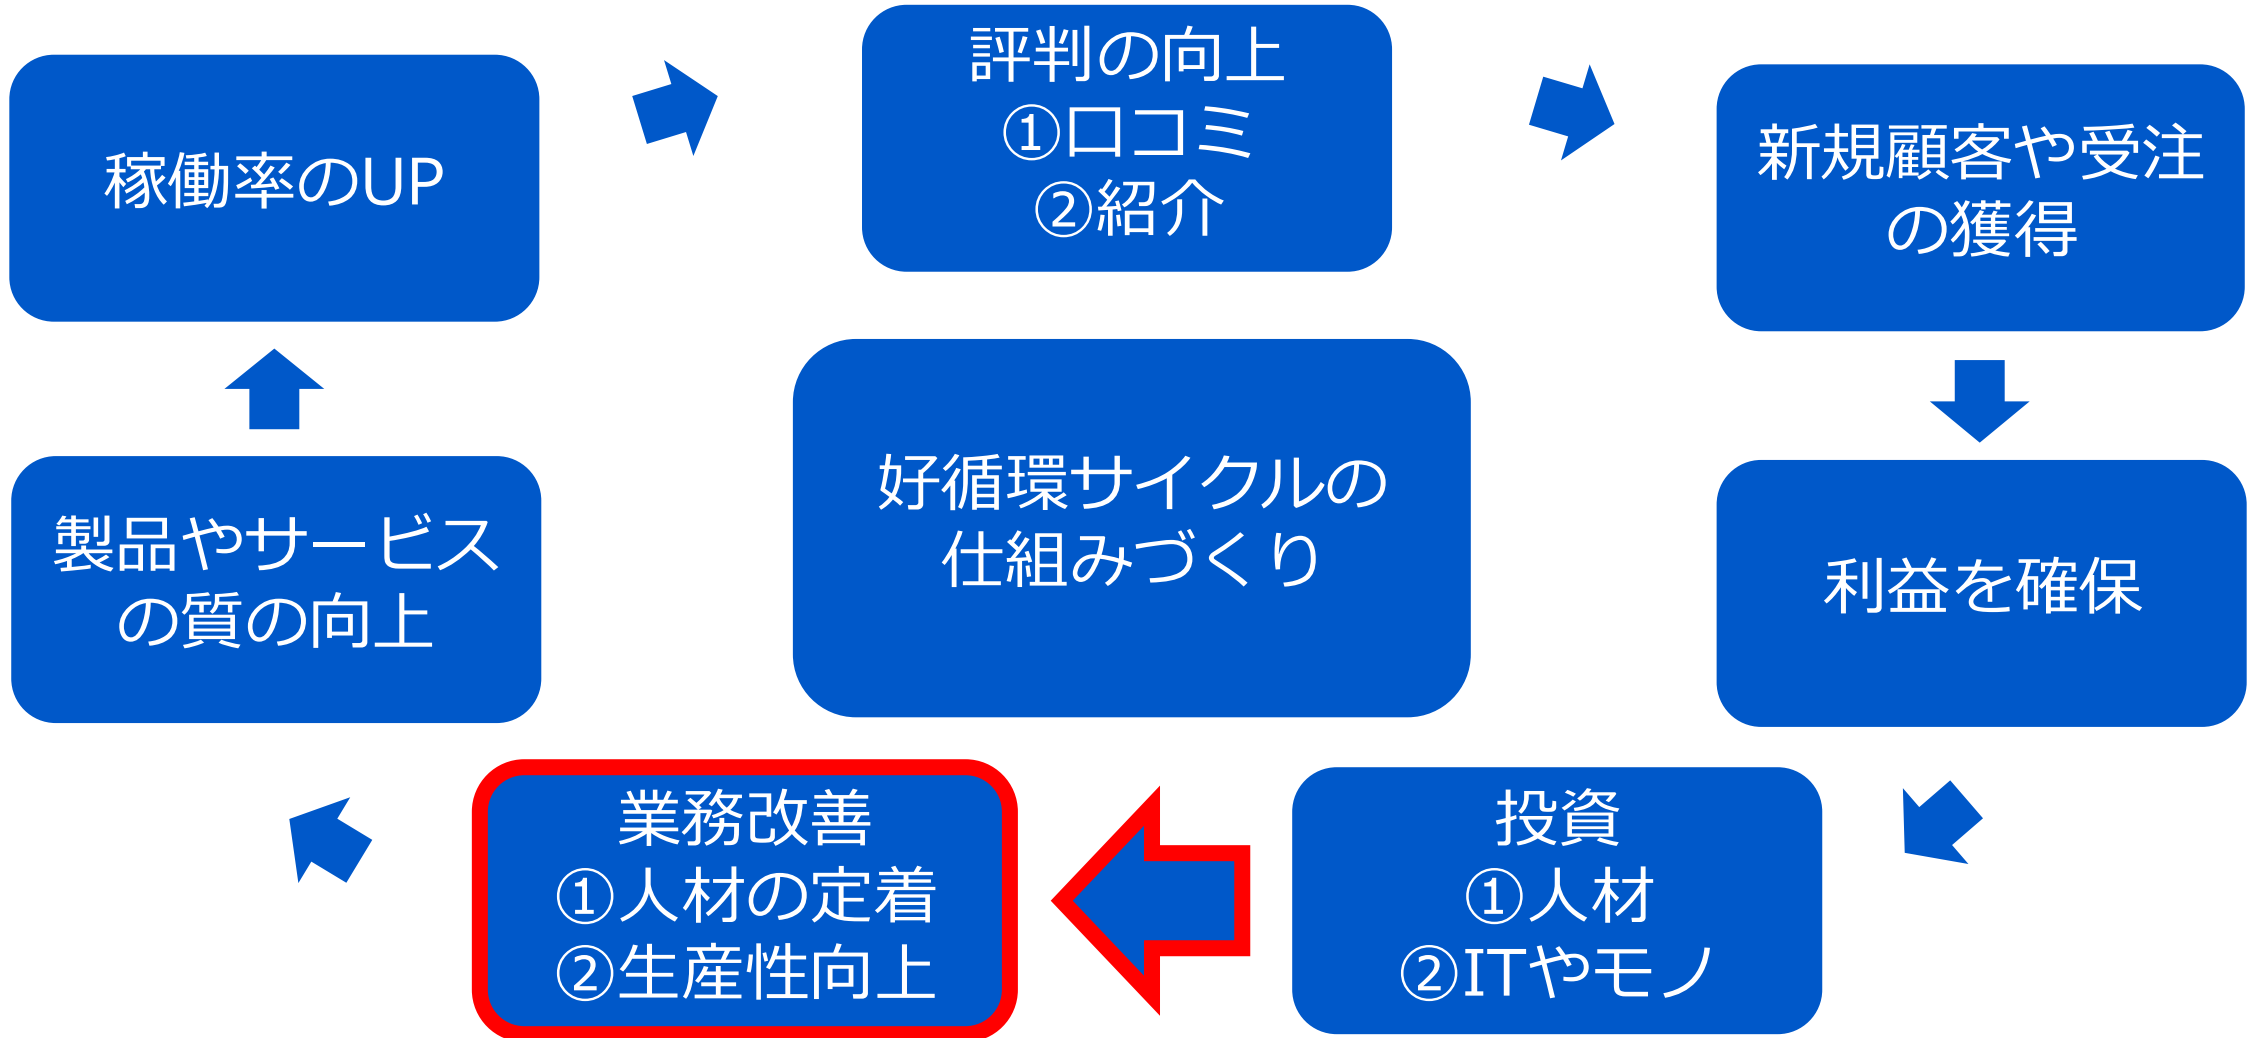 稼働率のUP
評判の向上
①口コミ
②紹介
新規顧客や受注
の獲得
好循環サイクルの
仕組みづくり
製品やサービス
の質の向上
利益を確保
業務改善
①人材の定着
②生産性向上
投資
①人材
②ITやモノ